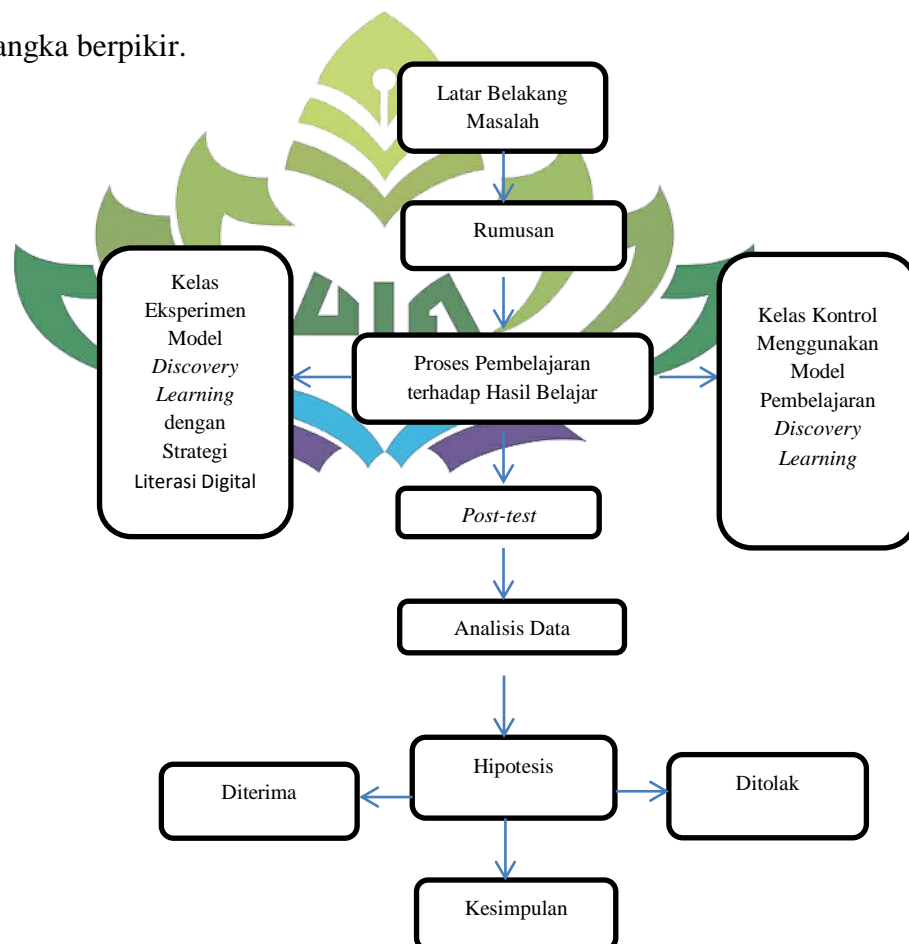 angka berpikir.
Latar Belakang
Masalah
Rumusan
Kelas
Eksperimen
Model
Discovery
Learning
dengan
Strategi
Literasi Digital
Proses Pembelajaran
terhadap Hasil Belajar
Kelas Kontrol
Menggunakan
Model
Pembelajaran
Discovery
Learning
Post-test
Analisis Data
Hipotesis
Diterima
Ditolak
Kesimpulan